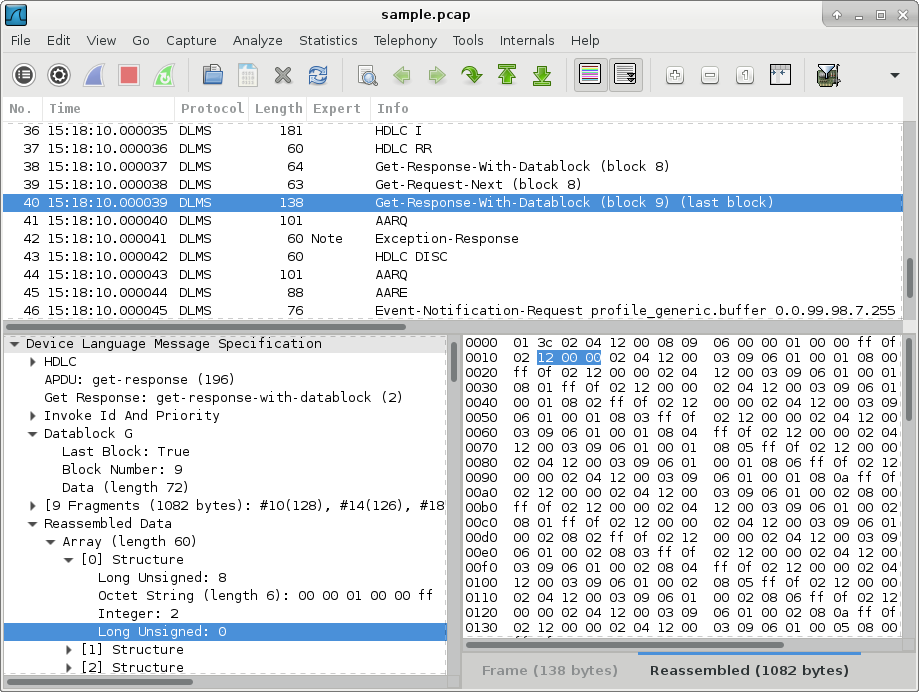 sample.pcap
File Edit View Go Capture Analyze Statistics Telephony Tools Internals Help
No. Time Protocol Length Expert Info
36 15:18:10.000035 DLMS 181 HDLC I
37 15:18:10.000036 DLMS 60 HDLC RR
38 15:18:10.000037 DLMS 64 Get-Response-With-Datablock (block 8)
39 15:18:10.000038 DLMS 63 Get-Request-Next (block 8)
40 15:18:10.000039 DLMS 138 Get-Response-With-Datablock (block 9) (last block)
41 15:18:10.000040 DLMS 101 AARQ
42 15:18:10.000041 DLMS 60 Note Exception-Response
43 15:18:10.000042 DLMS 60 HDLC DISC
44 15:18:10.000043 DLMS 101 AARQ
45 15:18:10.000044 DLMS 88 AARE
46 15:18:10.000045 DLMS 76 Event-Notification-Request profile_generic.buffer 0.0.99.98.7.255
Device Language Message Specification
HDLC
APDU: get-response (196)
Get Response: get-response-with-datablock (2)
Invoke Id And Priority
Datablock G
Last Block: True
Block Number: 9
Data (length 72)
[9 Fragments (1082 bytes): #10(128), #14(126), #18
Reassembled Data
Array (length 60)
[0] Structure
Long Unsigned: 8
Octet String (length 6): 00 00 01 00 00 ff
Integer: 2
Long Unsigned: 0
[1] Structure
[2] Structure
0000 01 3c 02 04 12 00 08 09 06 00 00 01 00 00 ff 0f
0010 02 12 00 00 02 04 12 00 03 09 06 01 00 01 08 00
0020 ff 0f 02 12 00 00 02 04 12 00 03 09 06 01 00 01
0030 08 01 ff 0f 02 12 00 00 02 04 12 00 03 09 06 01
0040 00 01 08 02 ff 0f 02 12 00 00 02 04 12 00 03 09
0050 06 01 00 01 08 03 ff 0f 02 12 00 00 02 04 12 00
0060 03 09 06 01 00 01 08 04 ff 0f 02 12 00 00 02 04
0070 12 00 03 09 06 01 00 01 08 05 ff 0f 02 12 00 00
0080 02 04 12 00 03 09 06 01 00 01 08 06 ff 0f 02 12
0090 00 00 02 04 12 00 03 09 06 01 00 01 08 0a ff 0f
00a0 02 12 00 00 02 04 12 00 03 09 06 01 00 02 08 00
00b0 ff 0f 02 12 00 00 02 04 12 00 03 09 06 01 00 02
00c0 08 01 ff 0f 02 12 00 00 02 04 12 00 03 09 06 01
00d0 00 02 08 02 ff 0f 02 12 00 00 02 04 12 00 03 09
00e0 06 01 00 02 08 03 ff 0f 02 12 00 00 02 04 12 00
00f0 03 09 06 01 00 02 08 04 ff 0f 02 12 00 00 02 04
0100 12 00 03 09 06 01 00 02 08 05 ff 0f 02 12 00 00
0110 02 04 12 00 03 09 06 01 00 02 08 06 ff 0f 02 12
0120 00 00 02 04 12 00 03 09 06 01 00 02 08 0a ff 0f
0130 02 12 00 00 02 04 12 00 03 09 06 01 00 05 08 00
Frame (138 bytes) Reassembled (1082 bytes)